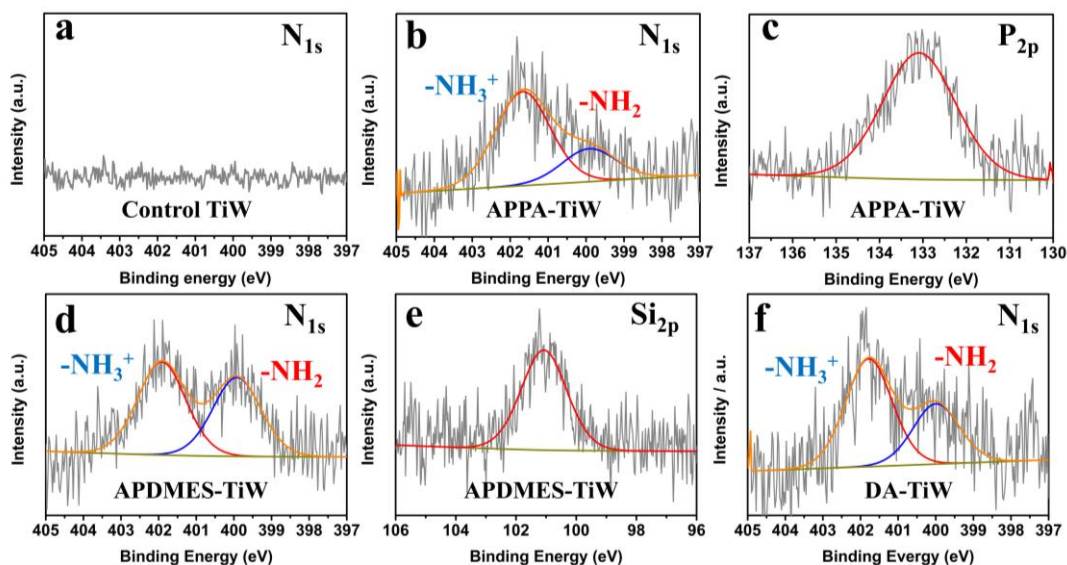 a
N1s
Intensity (a.u.)
Control TiW
405 404 403 402 401 400 399 398 397
Binding energy (eV)
b
N1s
-NH3+
-NH2
Intensity (a.u.)
APPA-TiW
405 404 403 402 401 400 399 398 397
Binding energy (eV)
c
P2p
Intensity (a.u.)
APPA-TiW
137 136 135 134 133 132 131 130
Binding Energy (eV)
d
N1s
-NH3+
-NH2
Intensity (a.u.)
APDMES-TiW
405 404 403 402 401 400 399 398 397
Binding Energy (eV)
e
Si2p
Intensity (a.u.)
APDMES-TiW
106 104 102 100 98 96
Binding Energy (eV)
f
N1s
-NH3+
-NH2
Intensity / a.u.
DA-TiW
405 404 403 402 401 400 399 398 397
Binding Evergy (eV)